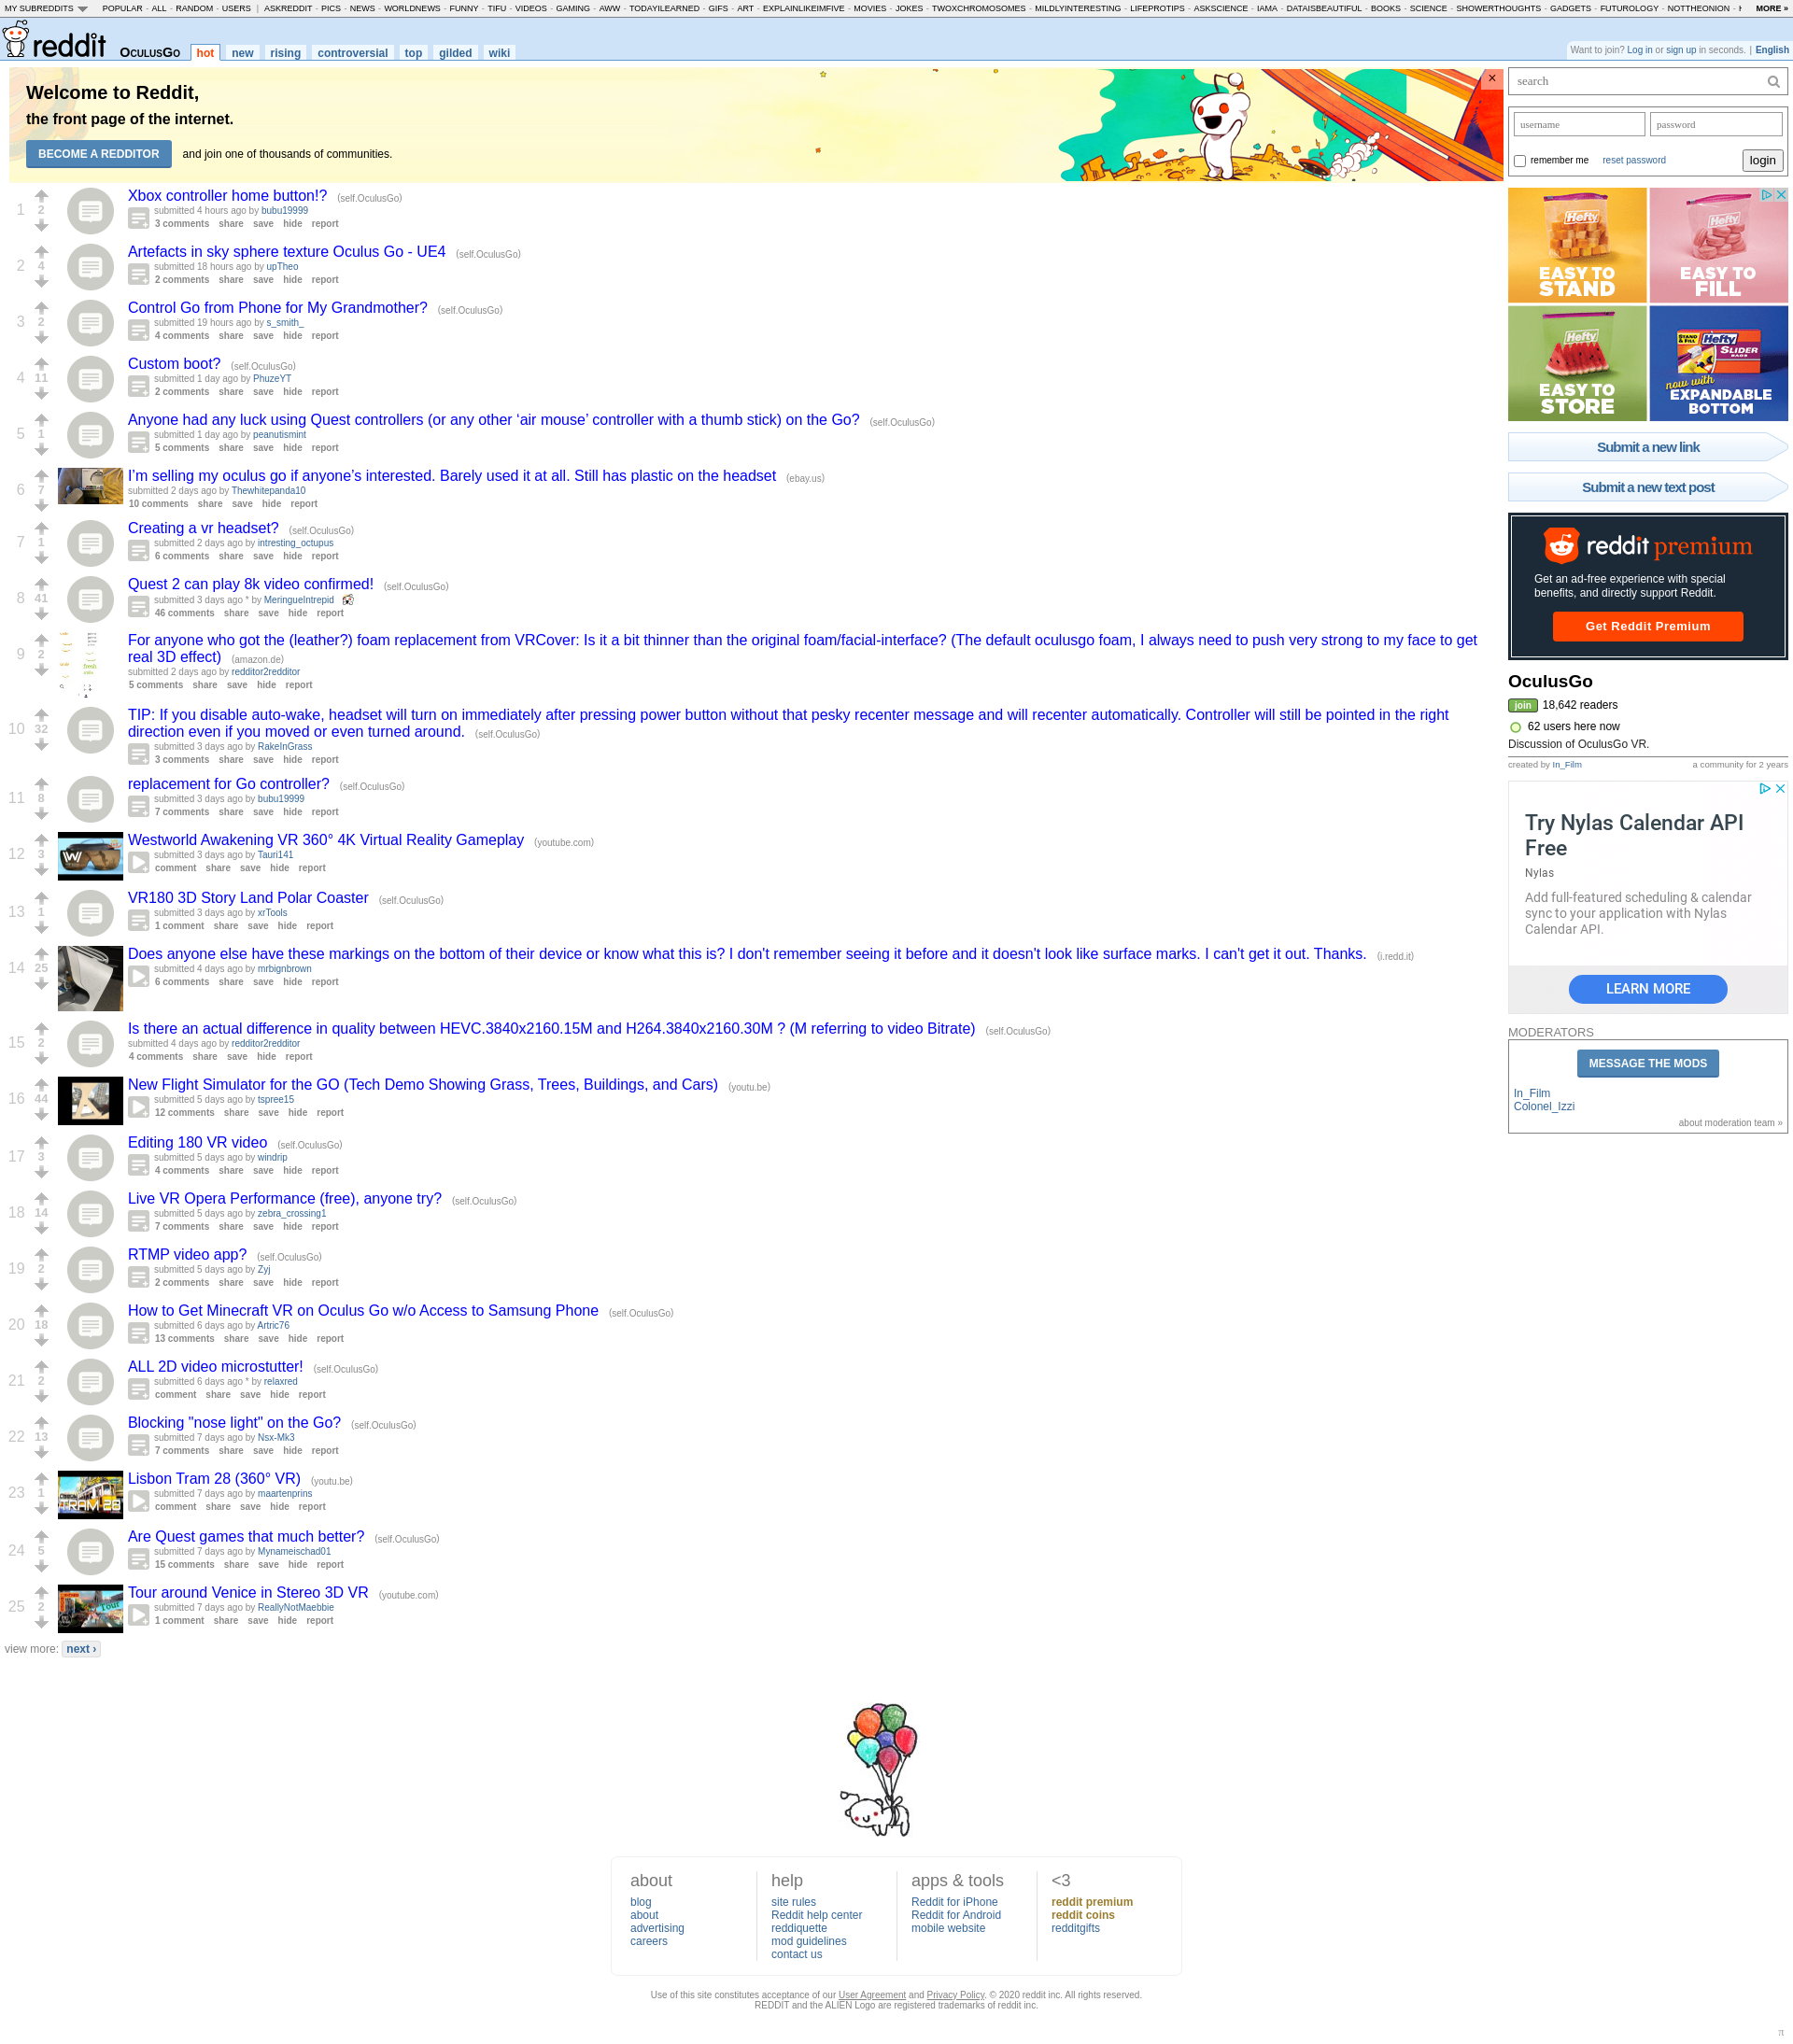 MY SUBREDDITS POPULAR - ALL - RANDOM - USERS | ASKREDDIT - PICS - NEWS - WORLDNEWS - FUNNY - TIFU - VIDEOS - GAMING - AWW - TODAYILEARNED - GIFS - ART - EXPLAINLIKEIMFIVE - MOVIES - JOKES - TWOXCHROMOSOMES - MILDLYINTERESTING - LIFEPROTIPS - ASKSCIENCE - IAMA - DATAISBEAUTIFUL - BOOKS - SCIENCE - SHOWERTHOUGHTS - GADGETS - FUTUROLOGY - NOTTHEONION - MORE »
reddit OculusGo hot new rising controversial top gilded wiki
Want to join? Log in or sign up in seconds. | English
Welcome to Reddit,
the front page of the internet.
BECOME A REDDITOR and join one of thousands of communities.
1 2 Xbox controller home button!? (self.OculusGo)
submitted 4 hours ago by bubu19999
3 comments share save hide report
2 4 Artefacts in sky sphere texture Oculus Go - UE4 (self.OculusGo)
submitted 18 hours ago by upTheo
2 comments share save hide report
3 2 Control Go from Phone for My Grandmother? (self.OculusGo)
submitted 19 hours ago by s_smith_
4 comments share save hide report
4 11 Custom boot? (self.OculusGo)
submitted 1 day ago by PhuzeYT
2 comments share save hide report
5 1 Anyone had any luck using Quest controllers (or any other ‘air mouse’ controller with a thumb stick) on the Go? (self.OculusGo)
submitted 1 day ago by peanutismint
5 comments share save hide report
6 7 I’m selling my oculus go if anyone’s interested. Barely used it at all. Still has plastic on the headset (ebay.us)
submitted 2 days ago by Thewhitepanda10
10 comments share save hide report
7 1 Creating a vr headset? (self.OculusGo)
submitted 2 days ago by intresting_octupus
6 comments share save hide report
8 41 Quest 2 can play 8k video confirmed! (self.OculusGo)
submitted 3 days ago * by MeringueIntrepid
46 comments share save hide report
9 2 For anyone who got the (leather?) foam replacement from VRCover: Is it a bit thinner than the original foam/facial-interface? (The default oculusgo foam, I always need to push very strong to my face to get
real 3D effect) (amazon.de)
submitted 2 days ago by redditor2redditor
5 comments share save hide report
10 32 TIP: If you disable auto-wake, headset will turn on immediately after pressing power button without that pesky recenter message and will recenter automatically. Controller will still be pointed in the right
direction even if you moved or even turned around. (self.OculusGo)
submitted 3 days ago by RakeInGrass
3 comments share save hide report
11 8 replacement for Go controller? (self.OculusGo)
submitted 3 days ago by bubu19999
7 comments share save hide report
12 3 Westworld Awakening VR 360° 4K Virtual Reality Gameplay (youtube.com)
submitted 3 days ago by Tauri141
comment share save hide report
13 1 VR180 3D Story Land Polar Coaster (self.OculusGo)
submitted 3 days ago by xrTools
1 comment share save hide report
14 25 Does anyone else have these markings on the bottom of their device or know what this is? I don't remember seeing it before and it doesn't look like surface marks. I can't get it out. Thanks. (i.redd.it)
submitted 4 days ago by mrbignbrown
6 comments share save hide report
15 2 Is there an actual difference in quality between HEVC.3840x2160.15M and H264.3840x2160.30M ? (M referring to video Bitrate) (self.OculusGo)
submitted 4 days ago by redditor2redditor
4 comments share save hide report
16 44 New Flight Simulator for the GO (Tech Demo Showing Grass, Trees, Buildings, and Cars) (youtu.be)
submitted 5 days ago by tspree15
12 comments share save hide report
17 3 Editing 180 VR video (self.OculusGo)
submitted 5 days ago by windrip
4 comments share save hide report
18 14 Live VR Opera Performance (free), anyone try? (self.OculusGo)
submitted 5 days ago by zebra_crossing1
7 comments share save hide report
19 2 RTMP video app? (self.OculusGo)
submitted 5 days ago by Zyj
2 comments share save hide report
20 18 How to Get Minecraft VR on Oculus Go w/o Access to Samsung Phone (self.OculusGo)
submitted 6 days ago by Artric76
13 comments share save hide report
21 2 ALL 2D video microstutter! (self.OculusGo)
submitted 6 days ago * by relaxred
comment share save hide report
22 13 Blocking "nose light" on the Go? (self.OculusGo)
submitted 7 days ago by Nsx-Mk3
7 comments share save hide report
23 1 Lisbon Tram 28 (360° VR) (youtu.be)
TRAM 28
submitted 7 days ago by maartenprins
comment share save hide report
24 5 Are Quest games that much better? (self.OculusGo)
submitted 7 days ago by Mynameischad01
15 comments share save hide report
25 2 Tour around Venice in Stereo 3D VR (youtube.com)
Tour
submitted 7 days ago by ReallyNotMaebbie
1 comment share save hide report
view more: next ›
search
username password
remember me reset password login
Hefty EASY TO STAND
Hefty EASY TO FILL
Hefty EASY TO STORE
STAND & FILL Hefty SLIDER BAGS
now with EXPANDABLE BOTTOM
Submit a new link
Submit a new text post
reddit premium
Get an ad-free experience with special
benefits, and directly support Reddit.
Get Reddit Premium
OculusGo
join 18,642 readers
62 users here now
Discussion of OculusGo VR.
created by In_Film a community for 2 years
Try Nylas Calendar API
Free
Nylas
Add full-featured scheduling & calendar
sync to your application with Nylas
Calendar API.
LEARN MORE
MODERATORS
MESSAGE THE MODS
In_Film
Colonel_Izzi
about moderation team »
about
blog
about
advertising
careers
help
site rules
Reddit help center
reddiquette
mod guidelines
contact us
apps & tools
Reddit for iPhone
Reddit for Android
mobile website
<3
reddit premium
reddit coins
redditgifts
Use of this site constitutes acceptance of our User Agreement and Privacy Policy. © 2020 reddit inc. All rights reserved.
REDDIT and the ALIEN Logo are registered trademarks of reddit inc.
π